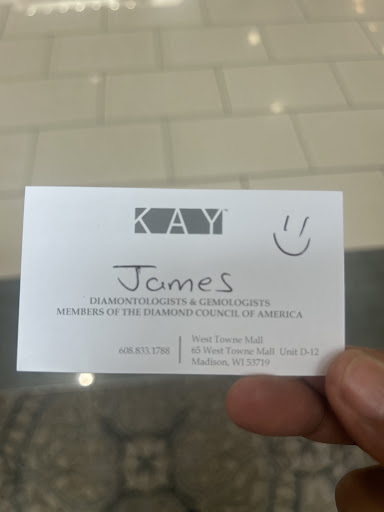 KAY
James
DIAMONTOLOGISTS & GEMOLOGISTS
MEMBERS OF THE DIAMOND COUNCIL OF AMERICA
608.833.1788
West Towne Mall
65 West Towne Mall Unit D-12
Madison, WI 53719